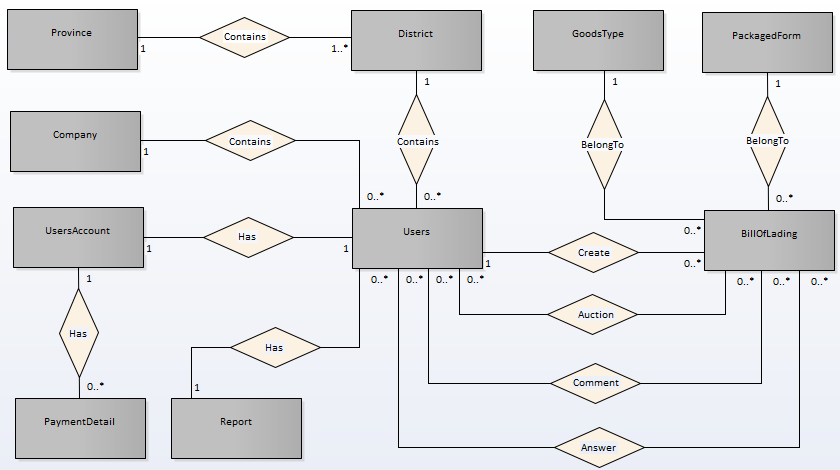 Province
1
Contains
1..*
District
GoodsType
PackagedForm
1
1
1
Company
1
Contains
Contains
BelongTo
BelongTo
0..*
0..*
0..*
UsersAccount
1
Has
1
Users
0..*
BillOfLading
1
Create
0..*
1
0..*
0..*
0..*
0..*
0..*
0..*
0..*
Has
Auction
Has
0..*
1
Comment
PaymentDetail
Report
Answer